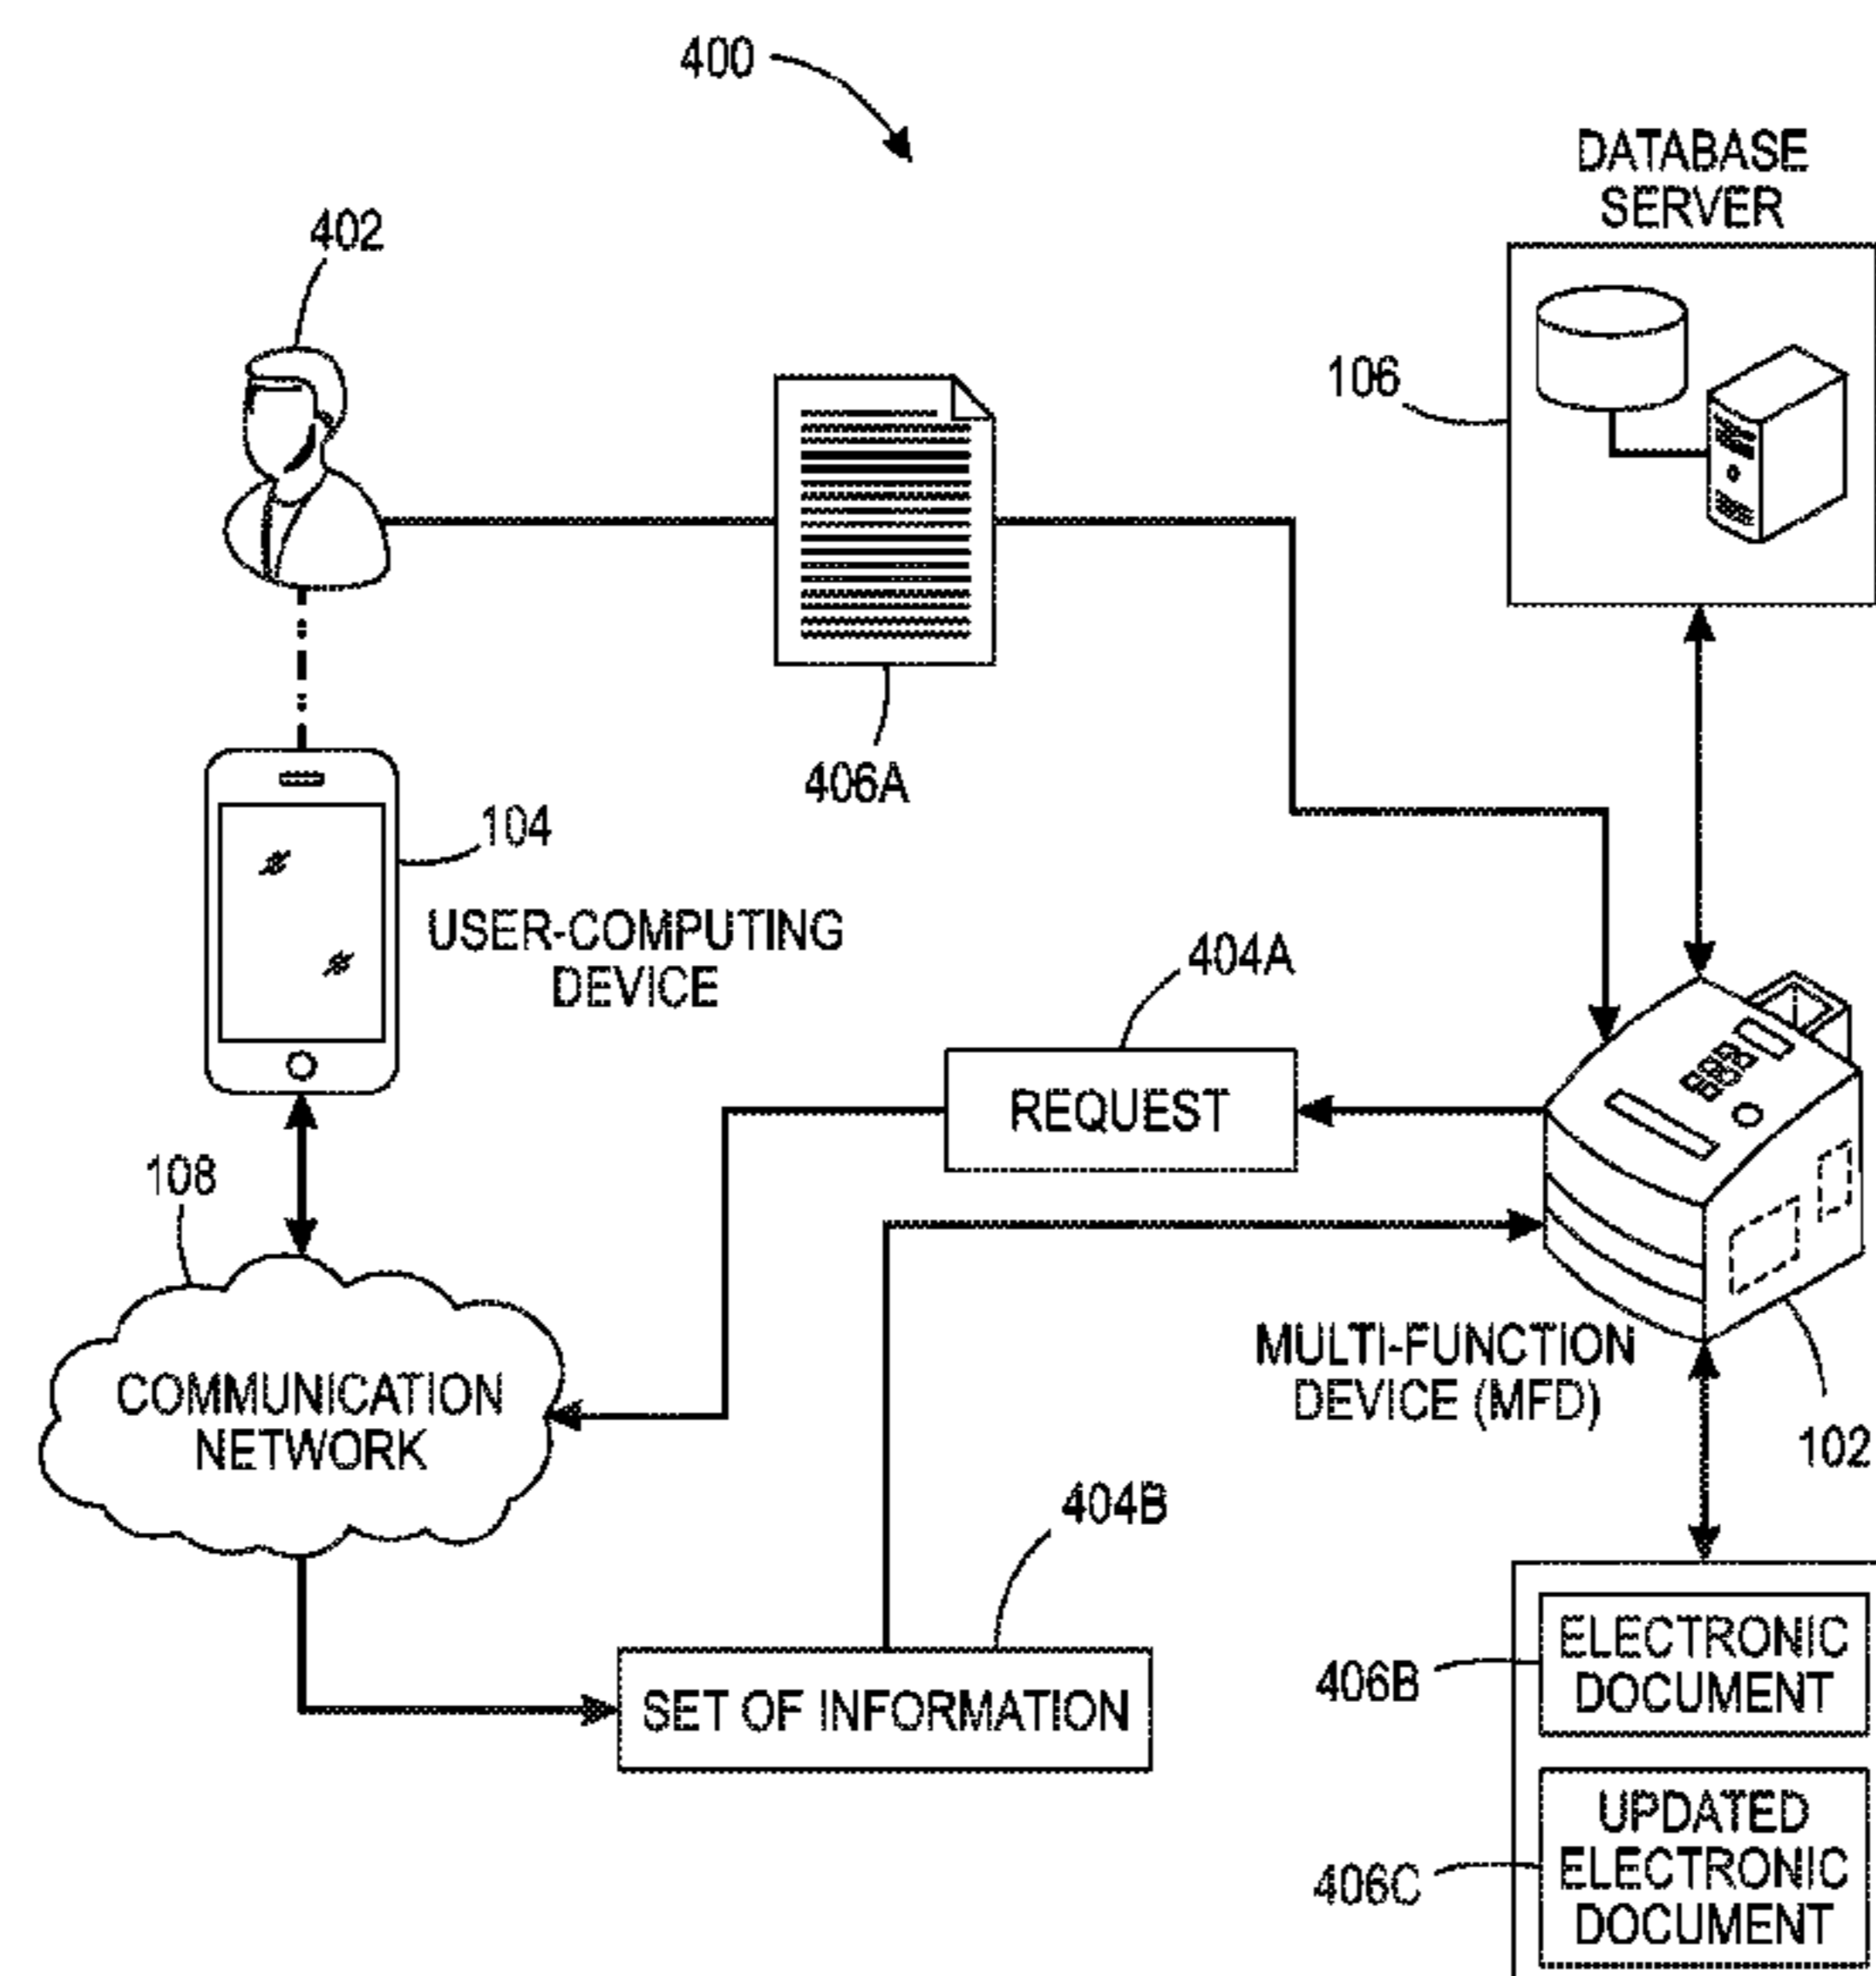 400
DATABASE
SERVER
402
106
406A
104
USER-COMPUTING
DEVICE
404A
REQUEST
108
COMMUNICATION
NETWORK
MULTI-FUNCTION
DEVICE (MFD)
102
404B
SET OF INFORMATION
406B
ELECTRONIC
DOCUMENT
406C
UPDATED
ELECTRONIC
DOCUMENT